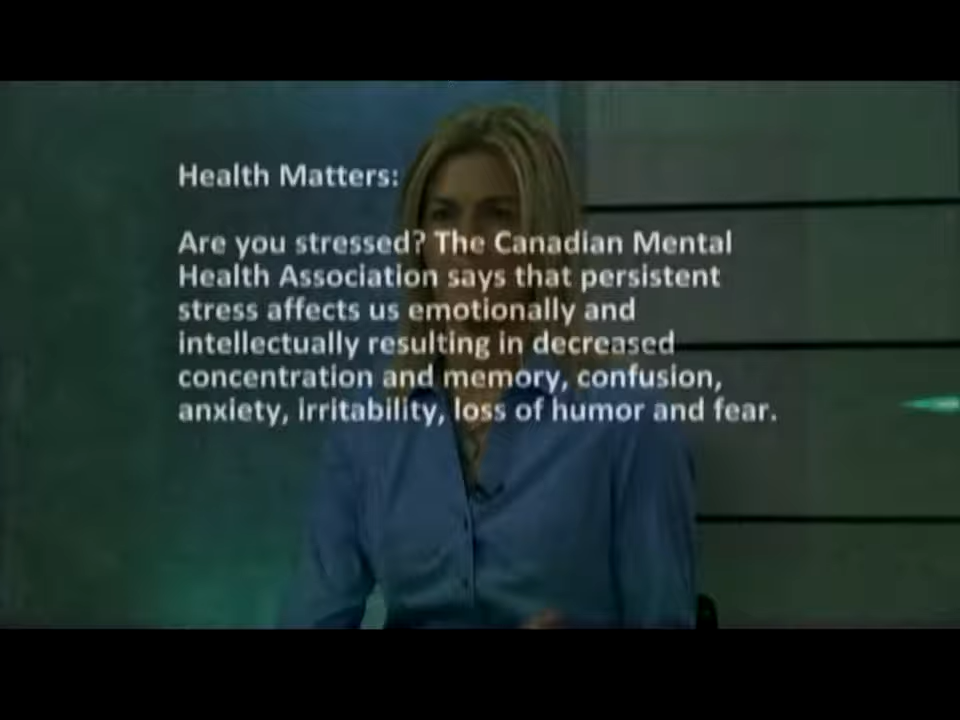 Health Matters:
Are you stressed? The Canadian Mental
Health Association says that persistent
stress affects us emotionally and
intellectually resulting in decreased
concentration and memory, confusion,
anxiety, irritability, loss of humor and fear.